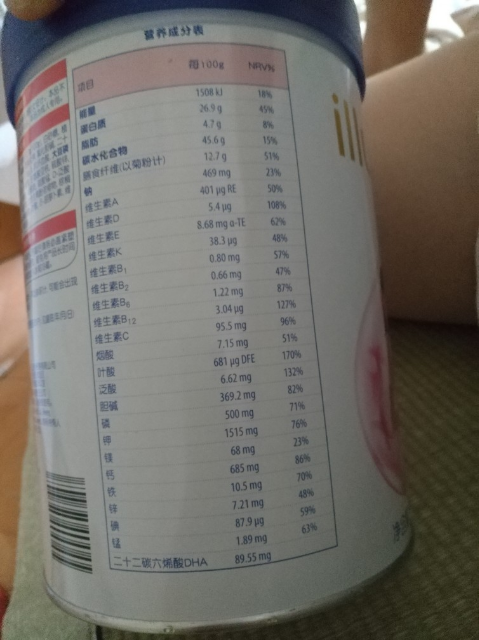 营养成分表
项目 每100g NRV%
能量 1508 kJ 18%
蛋白质 26.9 g 45%
脂肪 4.7 g 8%
碳水化合物 45.6 g 15%
膳食纤维(以菊粉计) 12.7 g 51%
钠 469 mg 23%
维生素A 401 μg RE 50%
维生素D 5.4 μg 108%
维生素E 8.68 mg α-TE 62%
维生素K 38.3 μg 48%
维生素B₁ 0.80 mg 57%
维生素B₂ 0.66 mg 47%
维生素B₆ 1.22 mg 87%
维生素B₁₂ 3.04 μg 127%
维生素C 95.5 mg 96%
烟酸 7.15 mg 51%
叶酸 681 μg DFE 170%
泛酸 6.62 mg 132%
胆碱 369.2 mg 82%
磷 500 mg 71%
钾 1515 mg 76%
镁 68 mg 23%
钙 685 mg 86%
铁 10.5 mg 70%
锌 7.21 mg 48%
碘 87.9 μg 59%
锰 1.89 mg 63%
二十二碳六烯酸DHA 89.55 mg